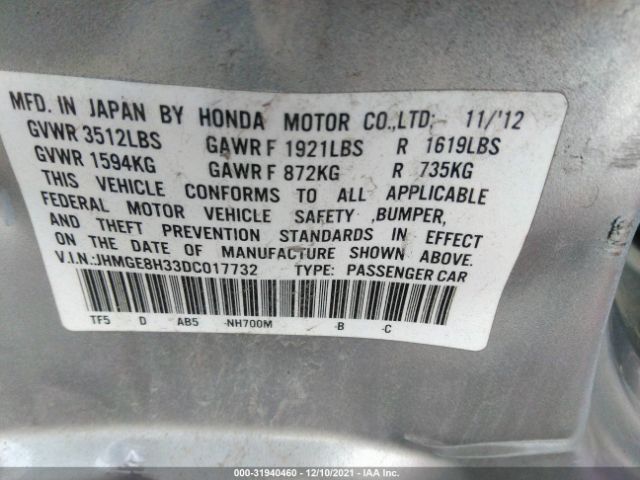 MFD. IN JAPAN BY HONDA MOTOR CO.,LTD: 11/'12
GVWR 3512LBS GAWR F 1921LBS R 1619LBS
GVWR 1594KG GAWR F 872KG R 735KG
THIS VEHICLE CONFORMS TO ALL APPLICABLE
FEDERAL MOTOR VEHICLE SAFETY ,BUMPER,
AND THEFT PREVENTION STANDARDS IN EFFECT
ON THE DATE OF MANUFACTURE SHOWN ABOVE.
V.I.N.:JHMGE8H33DC017732 TYPE: PASSENGER CAR
TF5 D AB5 -NH700M -B -C
000-31940460 - 12/10/2021 - IAA Inc.